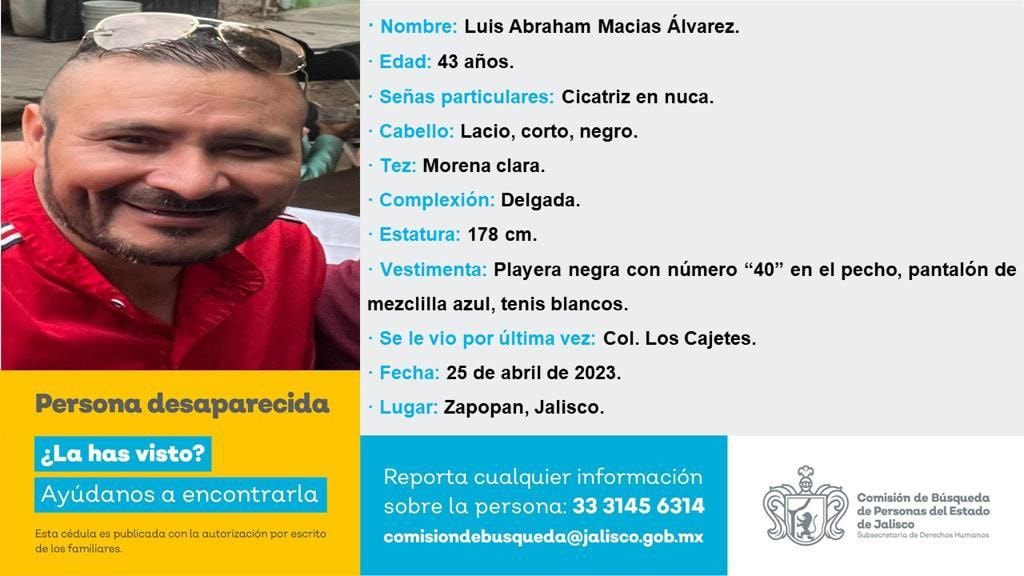 · Nombre: Luis Abraham Macias Álvarez.
· Edad: 43 años.
· Señas particulares: Cicatriz en nuca.
· Cabello: Lacio, corto, negro.
· Tez: Morena clara.
· Complexión: Delgada.
· Estatura: 178 cm.
· Vestimenta: Playera negra con número “40” en el pecho, pantalón de
mezclilla azul, tenis blancos.
· Se le vio por última vez: Col. Los Cajetes.
· Fecha: 25 de abril de 2023.
· Lugar: Zapopan, Jalisco.
Persona desaparecida
¿La has visto?
Ayúdanos a encontrarla
Esta cédula es publicada con la autorización por escrito
de los familiares.
Reporta cualquier información
sobre la persona: 33 3145 6314
comisiondebusqueda@jalisco.gob.mx
Comisión de Búsqueda
de Personas del Estado
de Jalisco
Subsecretaría de Derechos Humanos